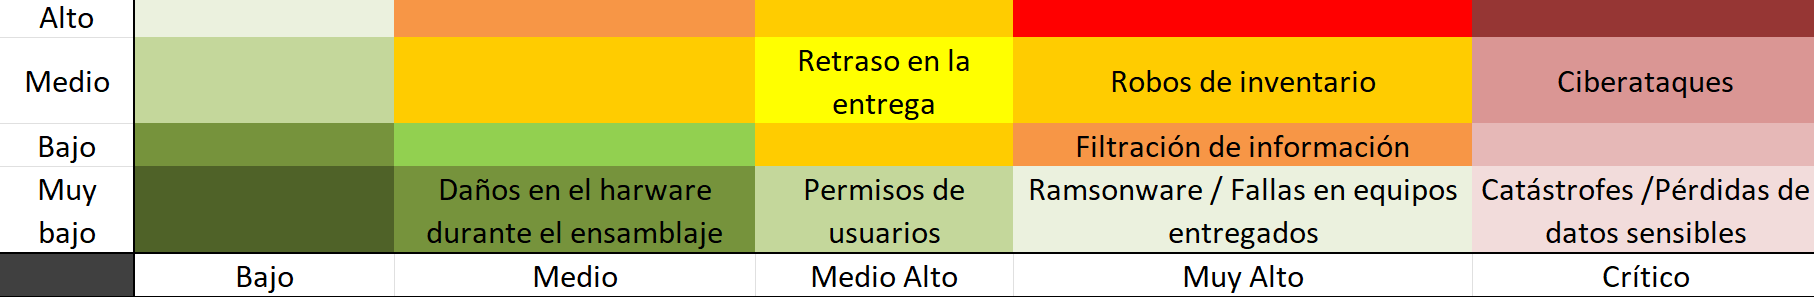 Alto
Medio
Retraso en la
entrega
Robos de inventario
Ciberataques
Bajo
Filtración de información
Muy
bajo
Daños en el harware
durante el ensamblaje
Permisos de
usuarios
Ramsonware / Fallas en equipos
entregados
Catástrofes /Pérdidas de
datos sensibles
Bajo
Medio
Medio Alto
Muy Alto
Crítico